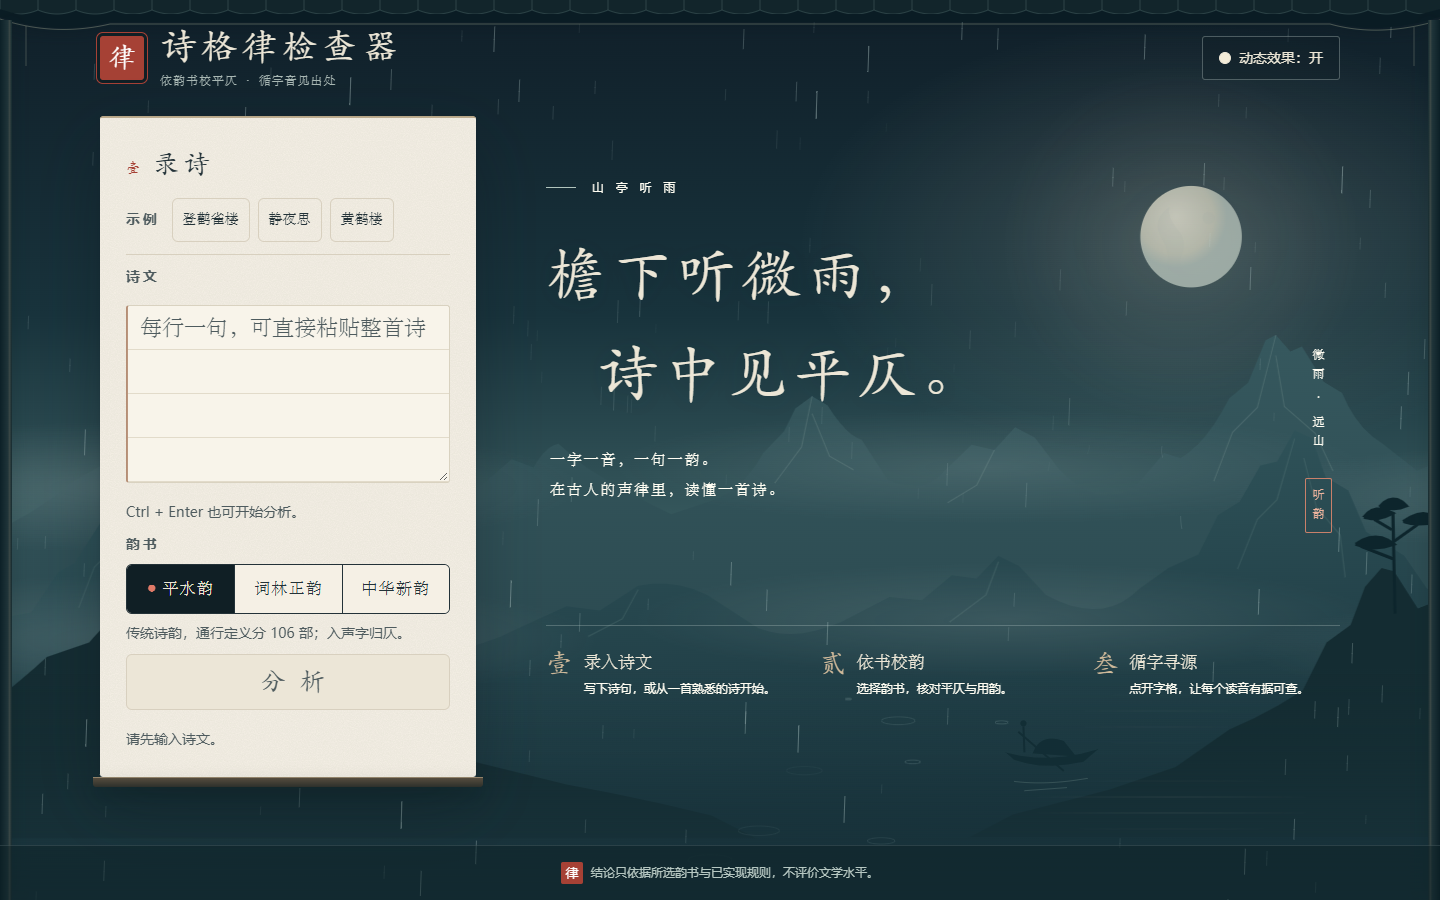 律
诗格律检查器
依韵书校平仄 · 循字音见出处
动态效果：开
壹 录诗
示例 登鹳雀楼 静夜思 黄鹤楼
诗文
每行一句，可直接粘贴整首诗
Ctrl + Enter 也可开始分析。
韵书
平水韵 词林正韵 中华新韵
传统诗韵，通行定义分 106 部；入声字归仄。
分析
请先输入诗文。
山亭听雨
檐下听微雨，
诗中见平仄。
一字一音，一句一韵。
在古人的声律里，读懂一首诗。
微雨·远山
听韵
壹 录入诗文
写下诗句，或从一首熟悉的诗开始。
贰 依书校韵
选择韵书，核对平仄与用韵。
叁 循字寻源
点开字格，让每个读音有据可查。
律 结论只依据所选韵书与已实现规则，不评价文学水平。